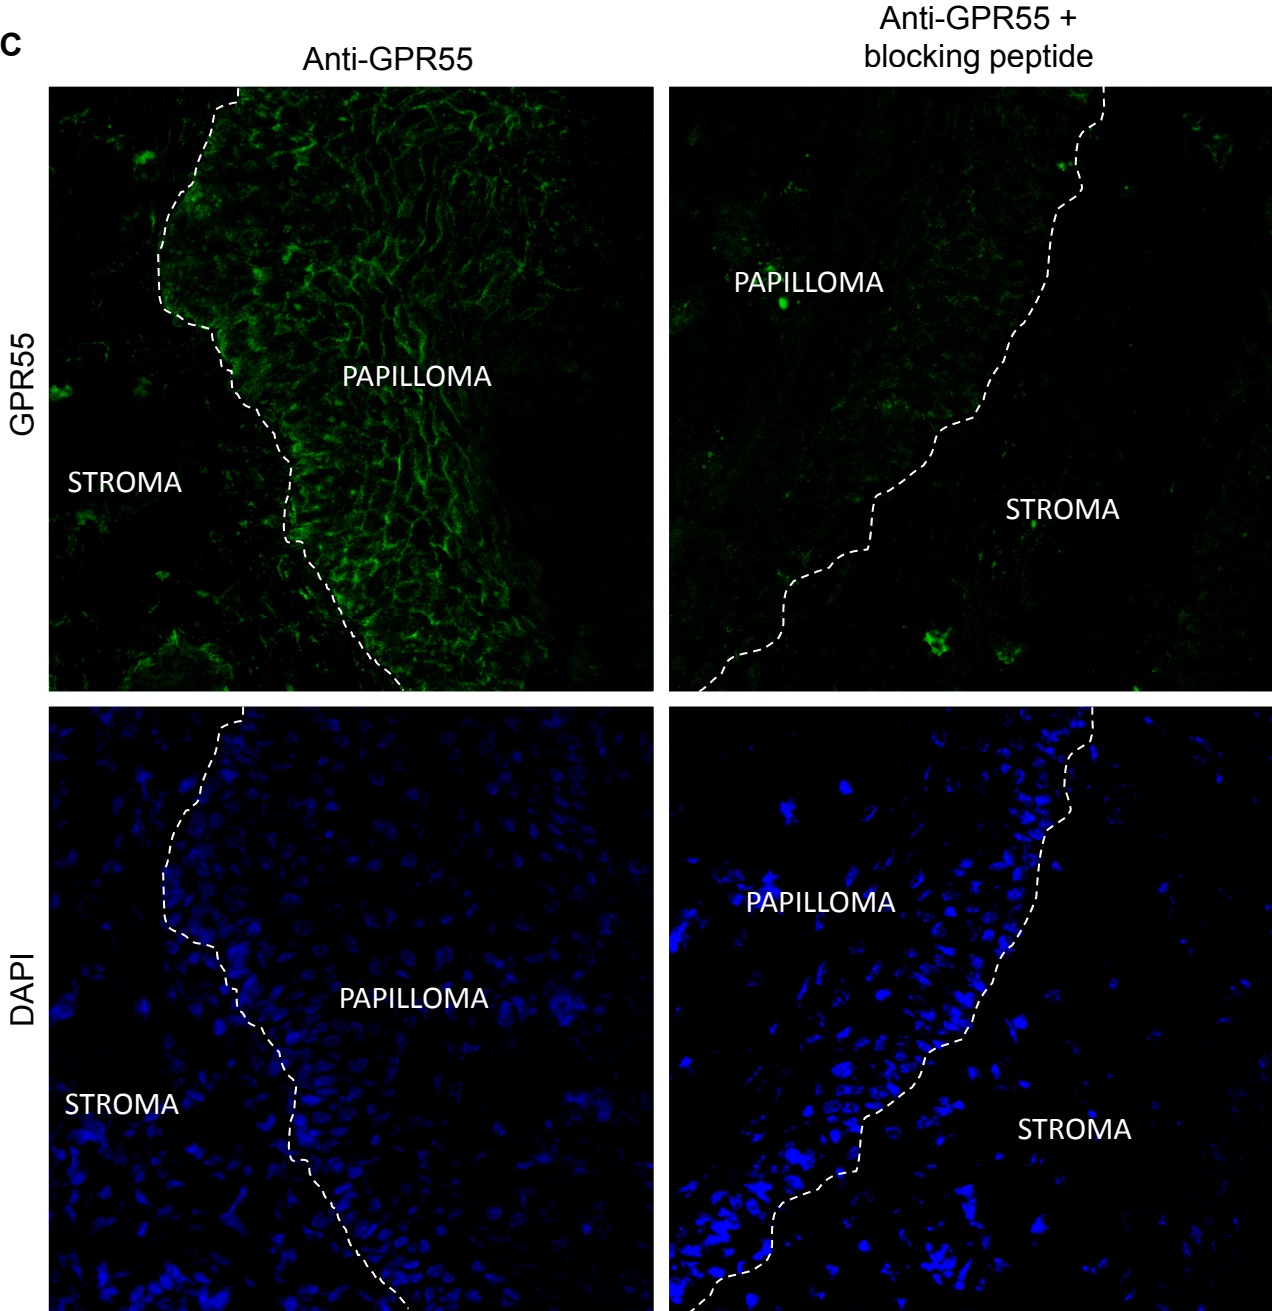 C
Anti-GPR55
Anti-GPR55 +
blocking peptide
GPR55
PAPILLOMA
STROMA
PAPILLOMA
STROMA
DAPI
PAPILLOMA
STROMA
PAPILLOMA
STROMA